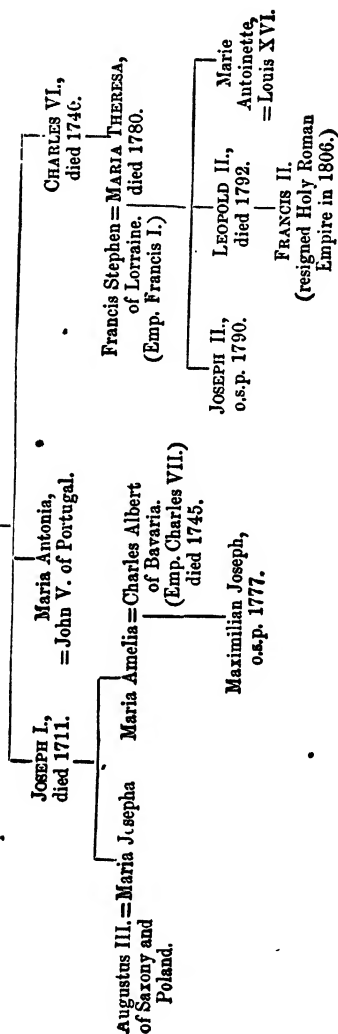 JOSEPH I.,
died 1711.
Maria Antonia,
=John V. of Portugal.
CHARLES VI.,
died 1740.
Augustus III.=Maria Josepha
of Saxony and
Poland.
Maria Amelia=Charles Albert
of Bavaria.
(Emp. Charles VII.)
died 1745.
Maximilian Joseph,
o.s.p. 1777.
Francis Stephen=MARIA THERESA,
of Lorraine. died 1780.
(Emp. Francis I.)
JOSEPH II.,
o.s.p. 1790.
LEOPOLD II.,
died 1792.
Marie
Antoinette,
=Louis XVI.
FRANCIS II.
(resigned Holy Roman
Empire in 1806.)